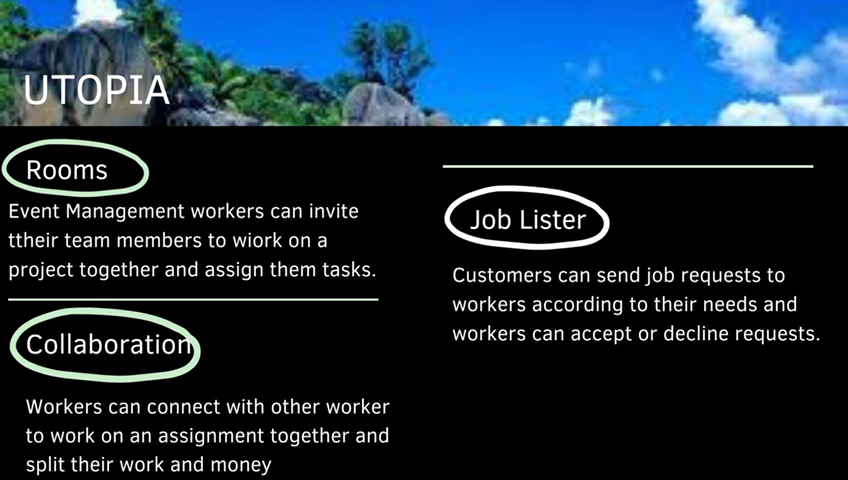 UTOPIA
Rooms
Event Management workers can invite
ttheir team members to wiork on a
project together and assign them tasks.
Collaboration
Workers can connect with other worker
to work on an assignment together and
split their work and money
Job Lister
Customers can send job requests to
workers according to their needs and
workers can accept or decline requests.